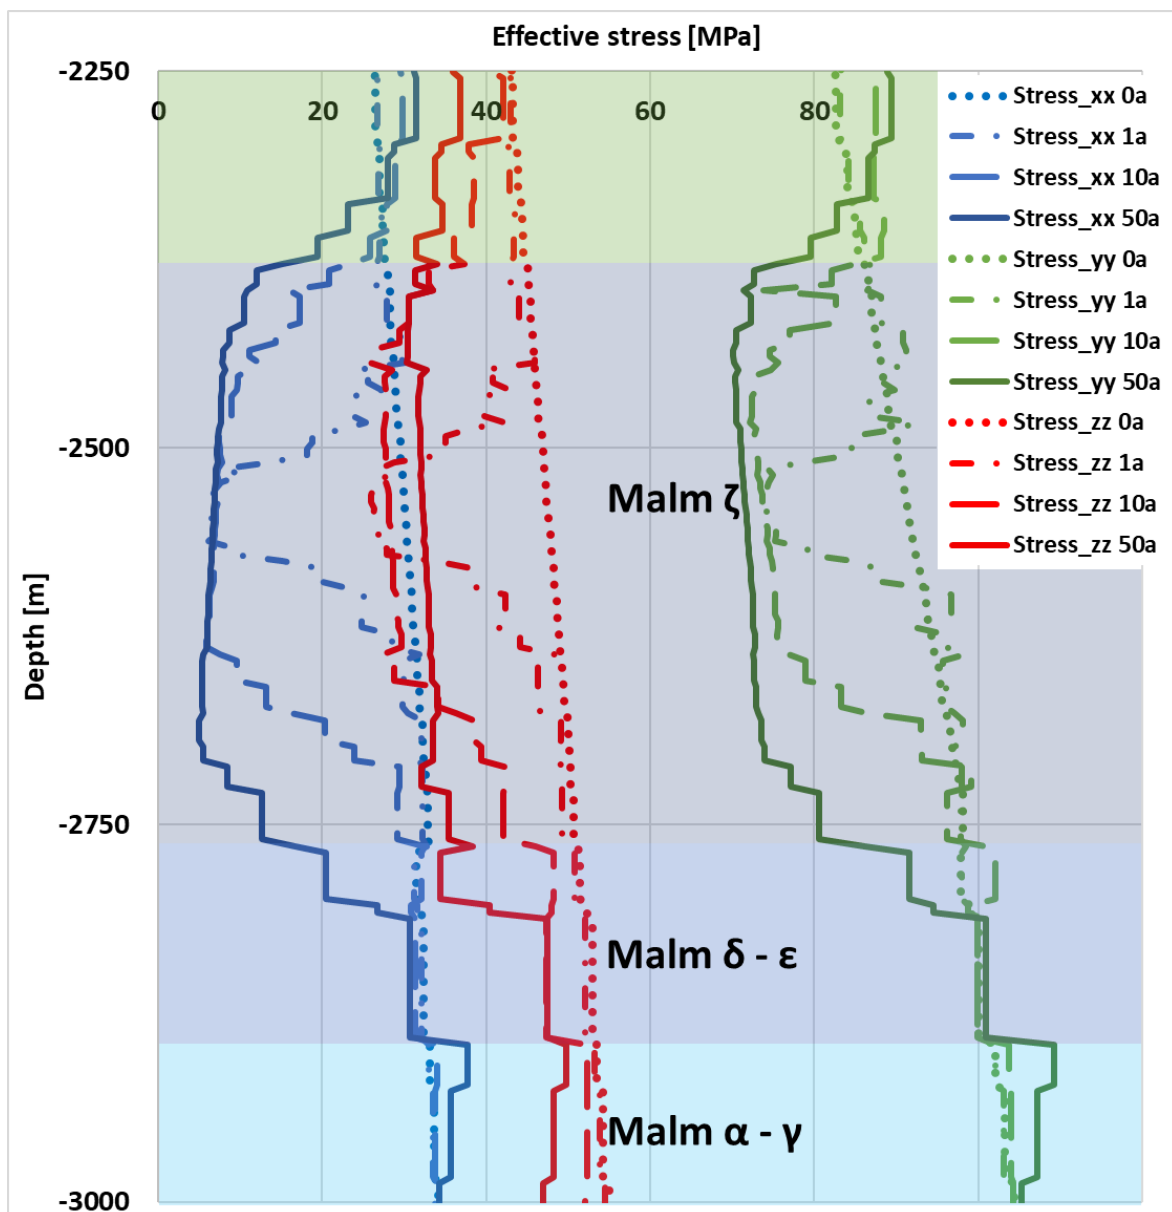 Effective stress [MPa]
-2250
0
20
40
60
80
Stress_xx 0a
Stress_xx 1a
Stress_xx 10a
Stress_xx 50a
Stress_yy 0a
Stress_yy 1a
Stress_yy 10a
Stress_yy 50a
Stress_zz 0a
Stress_zz 1a
Stress_zz 10a
Stress_zz 50a
-2500
Malm ζ
Depth [m]
-2750
Malm δ - ε
Malm α - γ
-3000